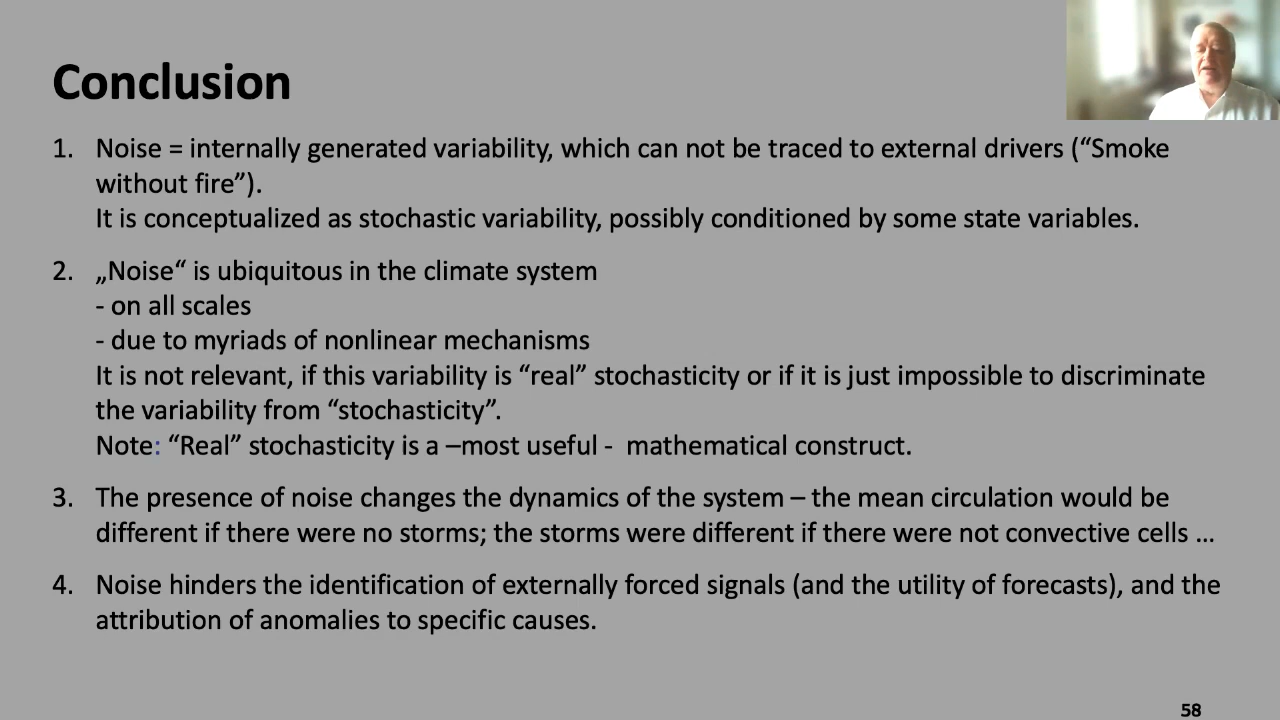 Conclusion
1. Noise = internally generated variability, which can not be traced to external drivers (“Smoke
without fire”).
It is conceptualized as stochastic variability, possibly conditioned by some state variables.
2. „Noise“ is ubiquitous in the climate system
- on all scales
- due to myriads of nonlinear mechanisms
It is not relevant, if this variability is “real” stochasticity or if it is just impossible to discriminate
the variability from “stochasticity”.
Note: “Real” stochasticity is a –most useful - mathematical construct.
3. The presence of noise changes the dynamics of the system – the mean circulation would be
different if there were no storms; the storms were different if there were not convective cells ...
4. Noise hinders the identification of externally forced signals (and the utility of forecasts), and the
attribution of anomalies to specific causes.
58